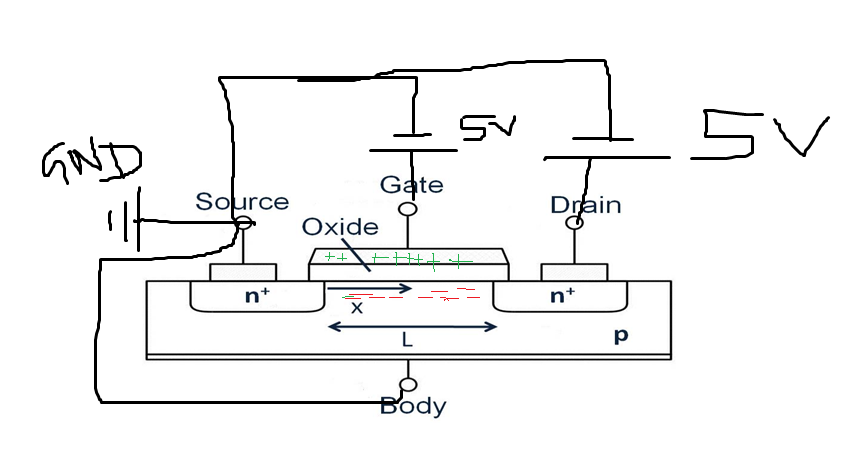 5V
5V
GND
Source
Gate
Drain
Oxide
++ +++++ +
n⁺
n⁺
x
L
p
Body